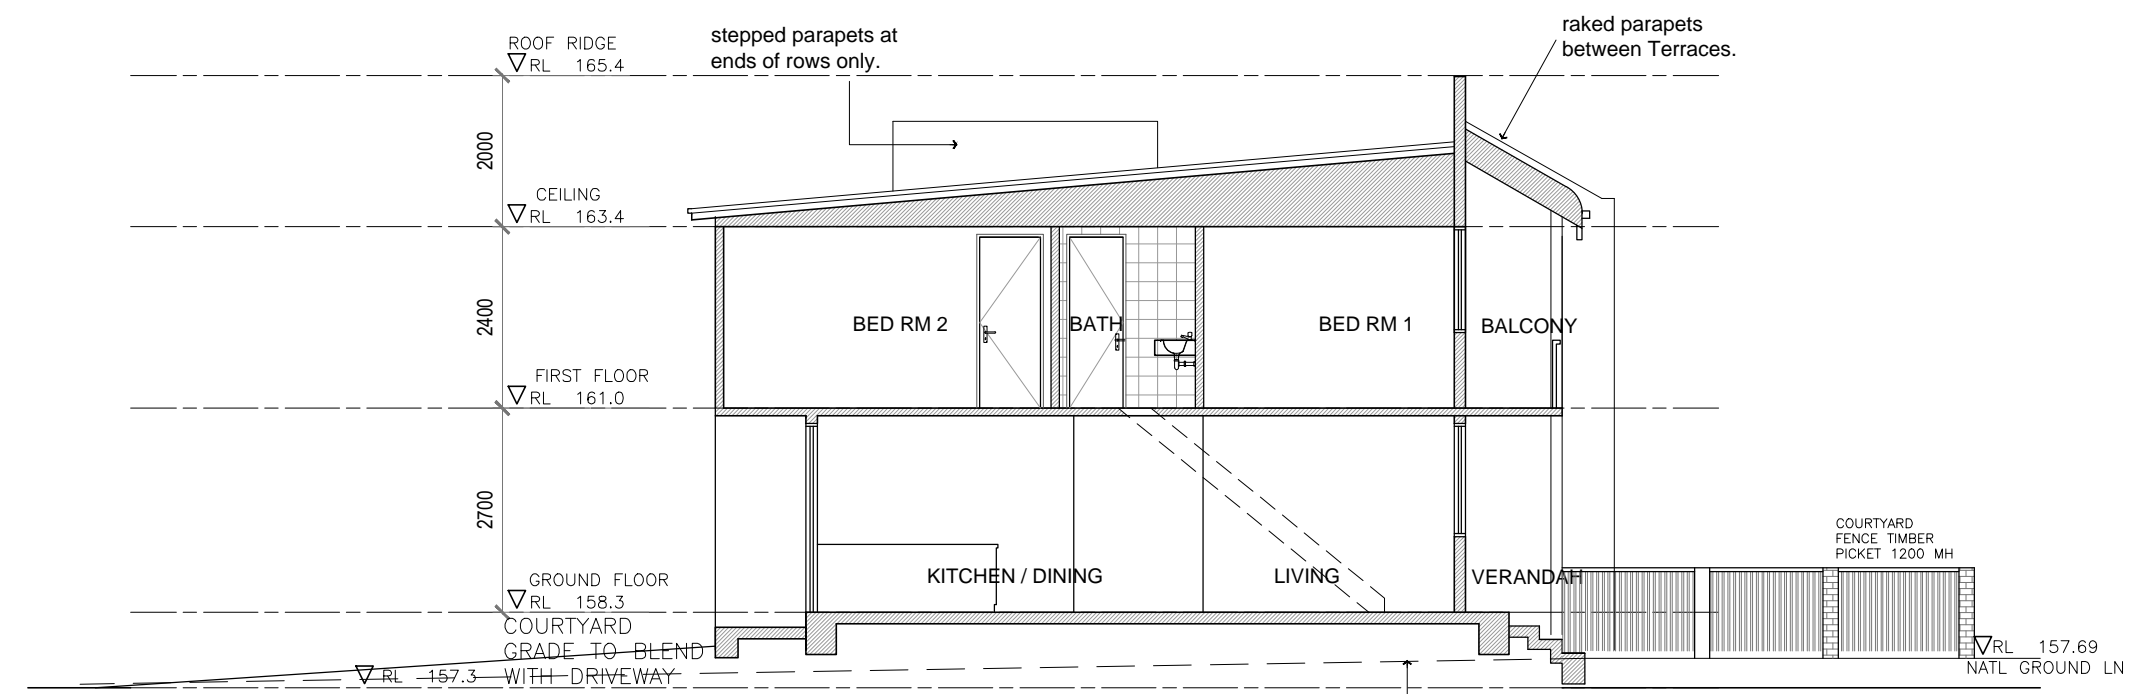 stepped parapets at
ends of rows only.
raked parapets
between Terraces.
ROOF RIDGE
RL 165.4
2000
CEILING
RL 163.4
2400
BED RM 2
BATH
BED RM 1
BALCONY
FIRST FLOOR
RL 161.0
2700
COURTYARD
FENCE TIMBER
PICKET 1200 MH
KITCHEN / DINING
LIVING
VERANDAH
GROUND FLOOR
RL 158.3
COURTYARD
GRADE TO BLEND
WITH DRIVEWAY
RL 157.3
RL 157.69
NATL GROUND LN